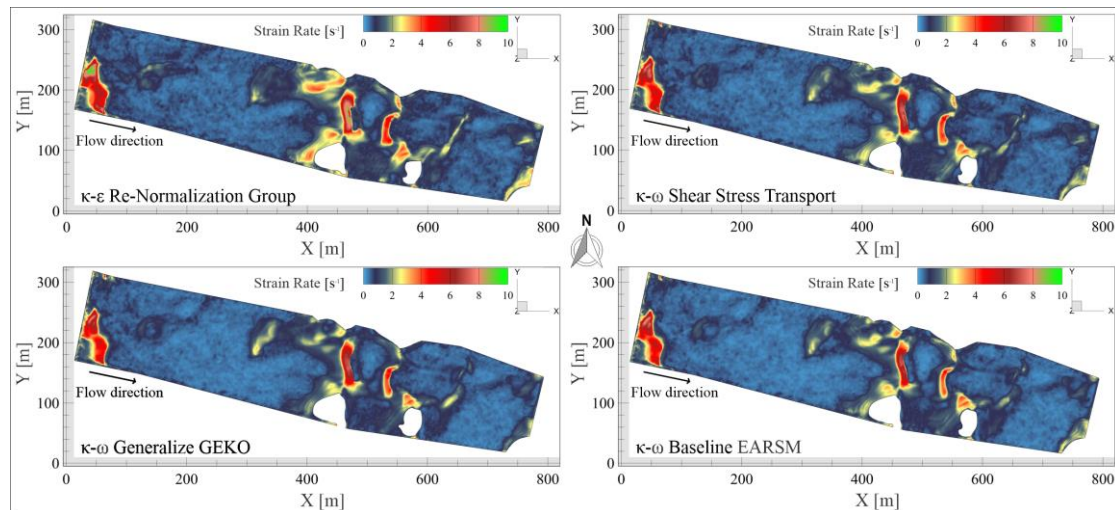 Strain Rate [s⁻¹]
0 2 4 6 8 10
Y
Z X
300
200
100
0
Y [m]
Flow direction
κ-ε Re-Normalization Group
0 200 400 600 800
X [m]
Strain Rate [s⁻¹]
0 2 4 6 8 10
Y
Z X
300
200
100
0
Y [m]
Flow direction
κ-ω Shear Stress Transport
0 200 400 600 800
X [m]
N
Strain Rate [s⁻¹]
0 2 4 6 8 10
Y
Z X
300
200
100
0
Y [m]
Flow direction
κ-ω Generalize GEKO
0 200 400 600 800
X [m]
Strain Rate [s⁻¹]
0 2 4 6 8 10
Y
Z X
300
200
100
0
Y [m]
Flow direction
κ-ω Baseline EARSM
0 200 400 600 800
X [m]